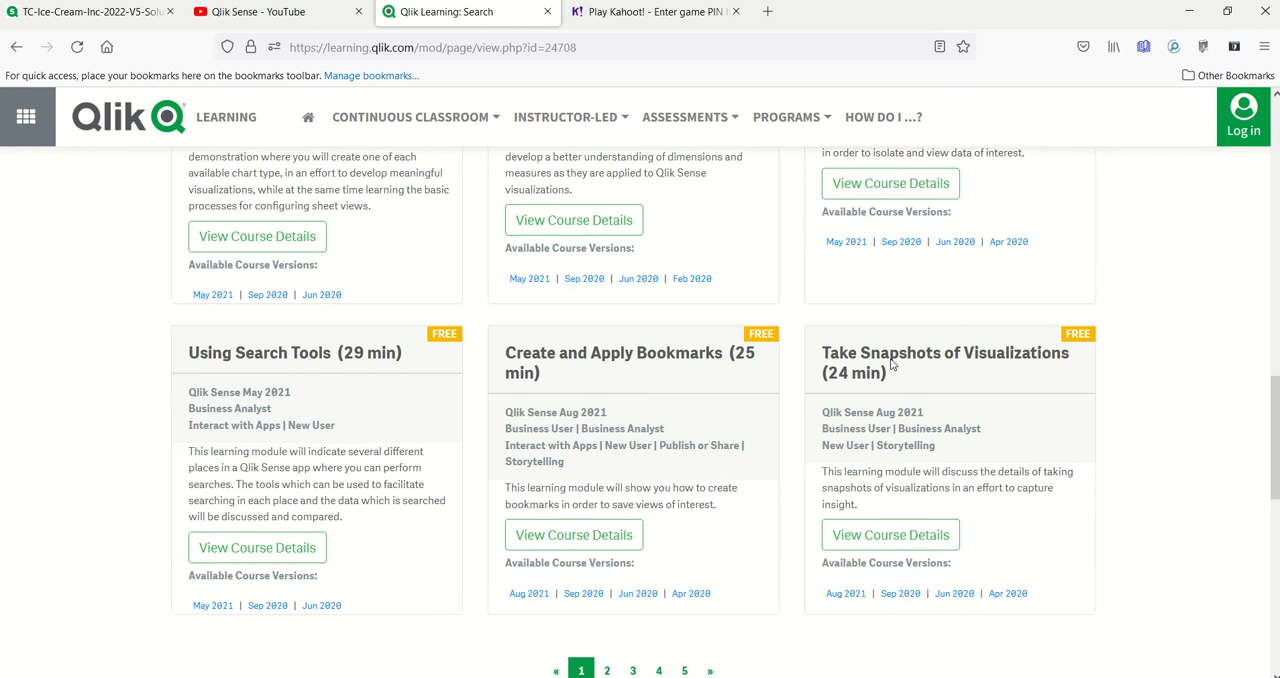 TC-Ice-Cream-Inc-2022-V5-Solu
Qlik Sense - YouTube
Qlik Learning: Search
K! Play Kahoot! - Enter game PIN
https://learning.qlik.com/mod/page/view.php?id=24708
For quick access, place your bookmarks here on the bookmarks toolbar. Manage bookmarks...
Other Bookmarks
Qlik LEARNING
CONTINUOUS CLASSROOM
INSTRUCTOR-LED
ASSESSMENTS
PROGRAMS
HOW DO I ...?
Log in
demonstration where you will create one of each
available chart type, in an effort to develop meaningful
visualizations, while at the same time learning the basic
processes for configuring sheet views.
View Course Details
Available Course Versions:
May 2021 | Sep 2020 | Jun 2020
develop a better understanding of dimensions and
measures as they are applied to Qlik Sense
visualizations.
View Course Details
Available Course Versions:
May 2021 | Sep 2020 | Jun 2020 | Feb 2020
in order to isolate and view data of interest.
View Course Details
Available Course Versions:
May 2021 | Sep 2020 | Jun 2020 | Apr 2020
FREE
Using Search Tools (29 min)
Qlik Sense May 2021
Business Analyst
Interact with Apps | New User
This learning module will indicate several different
places in a Qlik Sense app where you can perform
searches. The tools which can be used to facilitate
searching in each place and the data which is searched
will be discussed and compared.
View Course Details
Available Course Versions:
May 2021 | Sep 2020 | Jun 2020
FREE
Create and Apply Bookmarks (25
min)
Qlik Sense Aug 2021
Business User | Business Analyst
Interact with Apps | New User | Publish or Share |
Storytelling
This learning module will show you how to create
bookmarks in order to save views of interest.
View Course Details
Available Course Versions:
Aug 2021 | Sep 2020 | Jun 2020 | Apr 2020
FREE
Take Snapshots of Visualizations
(24 min)
Qlik Sense Aug 2021
Business User | Business Analyst
New User | Storytelling
This learning module will discuss the details of taking
snapshots of visualizations in an effort to capture
insight.
View Course Details
Available Course Versions:
Aug 2021 | Sep 2020 | Jun 2020 | Apr 2020
« 1 2 3 4 5 »